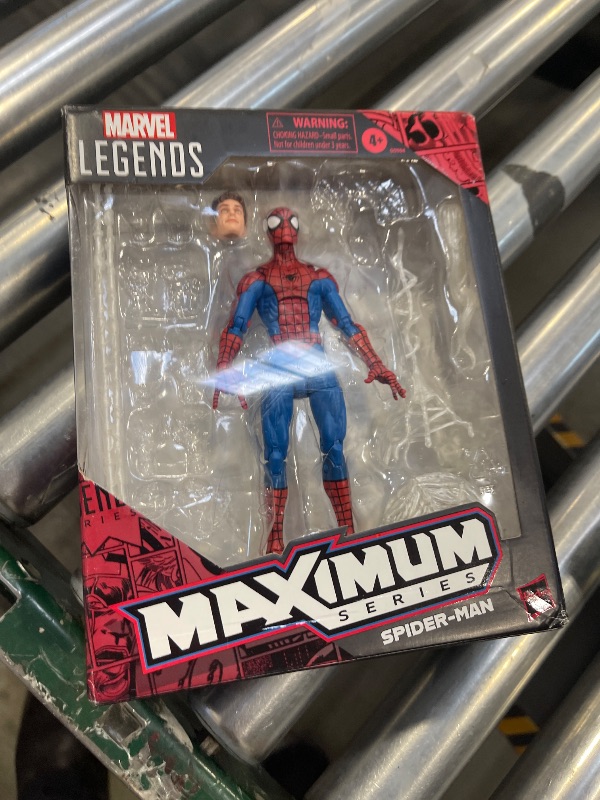 MARVEL
LEGENDS
WARNING:
CHOKING HAZARD–Small parts.
Not for children under 3 years.
4+
MAXIMUM
SERIES
SPIDER-MAN